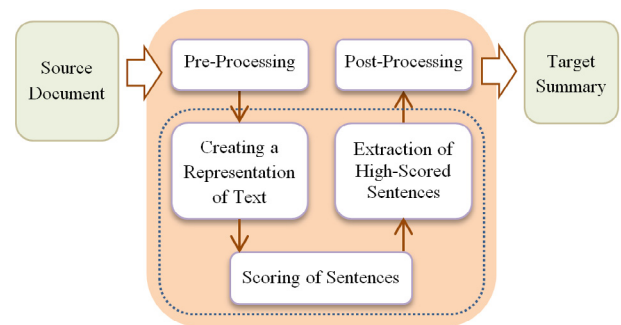 Source
Document
Pre-Processing
Creating a
Representation
of Text
Scoring of Sentences
Extraction of
High-Scored
Sentences
Post-Processing
Target
Summary